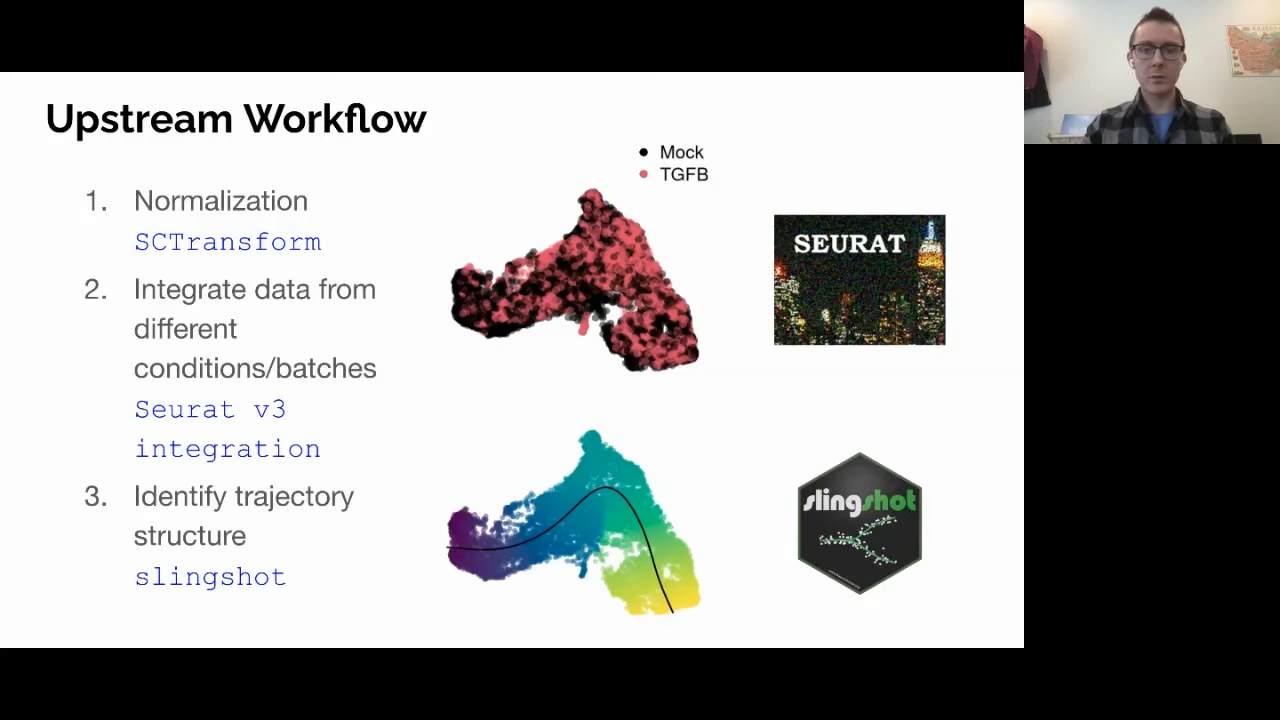 Upstream Workflow
Mock
TGFB
1. Normalization
SCTransform
2. Integrate data from
different
conditions/batches
Seurat v3
integration
3. Identify trajectory
structure
slingshot
SEURAT
slingshot